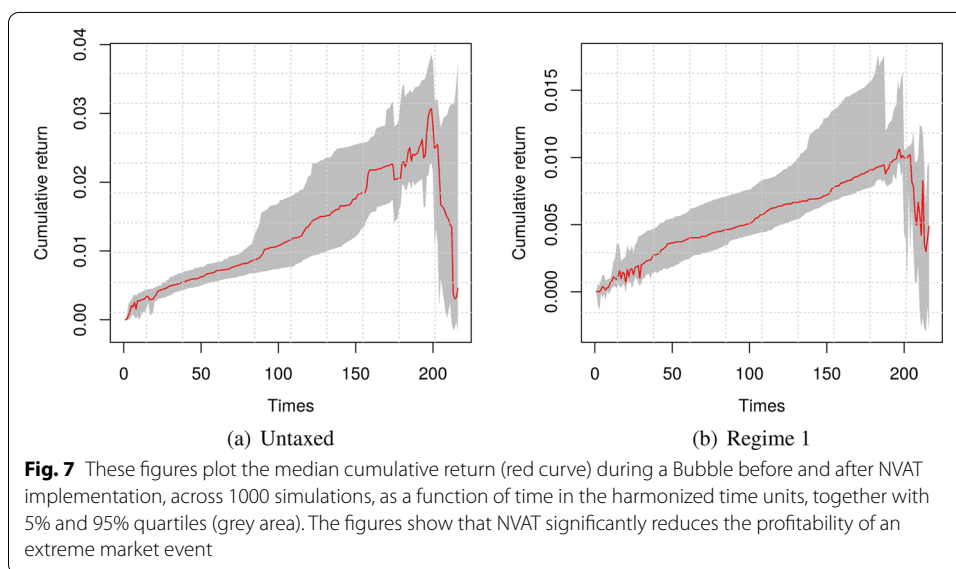 0.04
0.03
0.02
0.01
0.00
Cumulative return
0 50 100 150 200
Times
(a) Untaxed
0.015
0.010
0.005
0.000
Cumulative return
0 50 100 150 200
Times
(b) Regime 1
Fig. 7 These figures plot the median cumulative return (red curve) during a Bubble before and after NVAT
implementation, across 1000 simulations, as a function of time in the harmonized time units, together with
5% and 95% quartiles (grey area). The figures show that NVAT significantly reduces the profitability of an
extreme market event